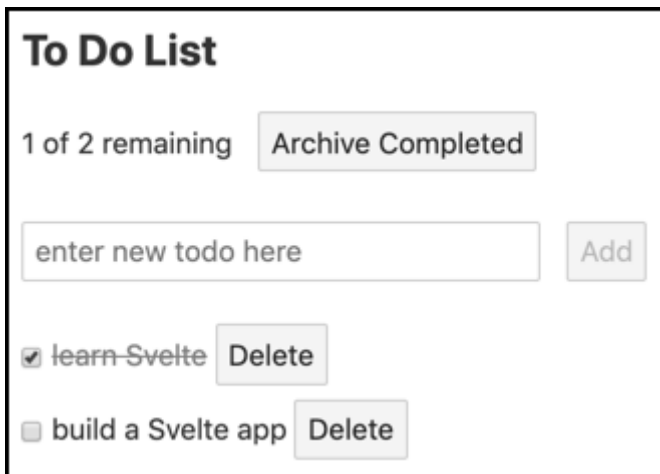 To Do List
1 of 2 remaining Archive Completed
enter new todo here Add
learn Svelte Delete
build a Svelte app Delete